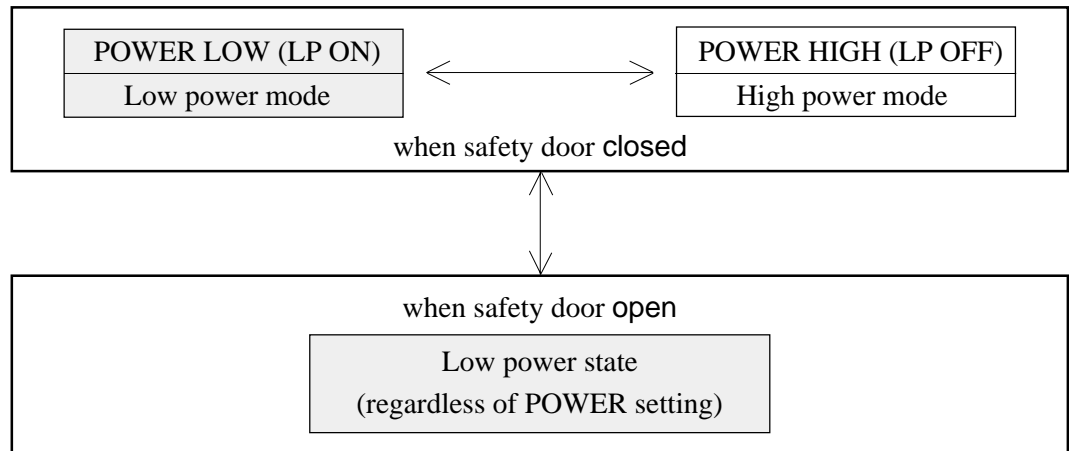 POWER LOW (LP ON)
Low power mode
POWER HIGH (LP OFF)
High power mode
when safety door closed
when safety door open
Low power state
(regardless of POWER setting)